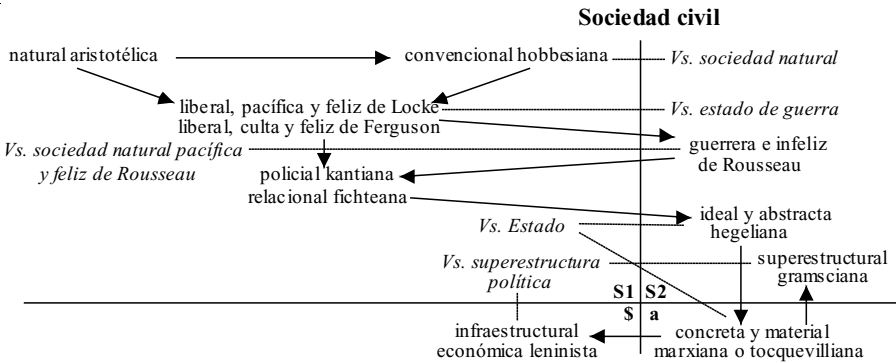 Sociedad civil
natural aristotélica
convencional hobbesiana
Vs. sociedad natural
liberal, pacífica y feliz de Locke
liberal, culta y feliz de Ferguson
Vs. estado de guerra
Vs. sociedad natural pacífica
y feliz de Rousseau
guerrera e infeliz
de Rousseau
policial kantiana
relacional fichteana
ideal y abstracta
hegeliana
Vs. Estado
Vs. superestructura
política
superestructural
gramsciana
S1 S2
$ a
infraestructural
económica leninista
concreta y material
marxiana o tocquevilliana